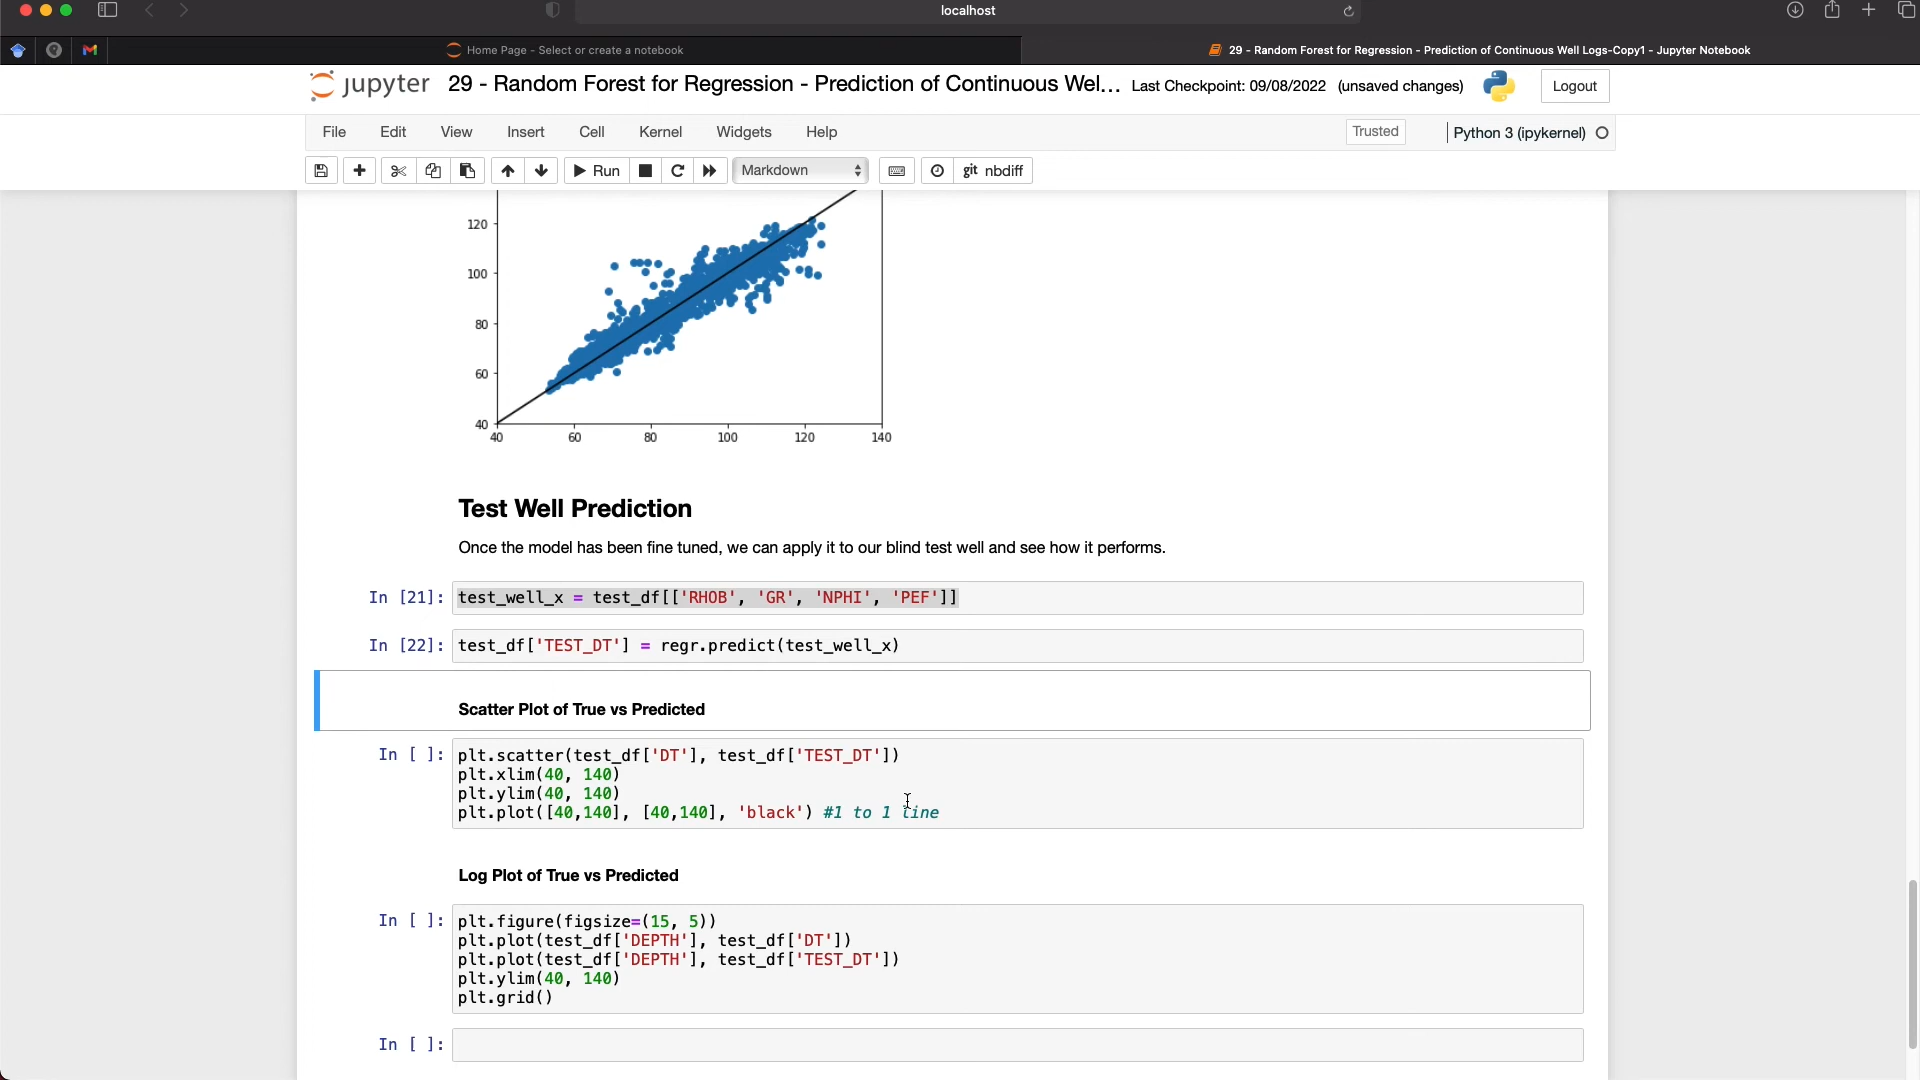 localhost
Home Page - Select or create a notebook
29 - Random Forest for Regression - Prediction of Continuous Well Logs-Copy1 - Jupyter Notebook
jupyter 29 - Random Forest for Regression - Prediction of Continuous Wel... Last Checkpoint: 09/08/2022 (unsaved changes) Logout
File Edit View Insert Cell Kernel Widgets Help Trusted Python 3 (ipykernel)
Run Markdown git nbdiff
120
100
80
60
40
40 60 80 100 120 140
Test Well Prediction
Once the model has been fine tuned, we can apply it to our blind test well and see how it performs.
In [21]: test_well_x = test_df[['RHOB', 'GR', 'NPHI', 'PEF']]
In [22]: test_df['TEST_DT'] = regr.predict(test_well_x)
Scatter Plot of True vs Predicted
In [ ]: plt.scatter(test_df['DT'], test_df['TEST_DT'])
plt.xlim(40, 140)
plt.ylim(40, 140)
plt.plot([40,140], [40,140], 'black') #1 to 1 line
Log Plot of True vs Predicted
In [ ]: plt.figure(figsize=(15, 5))
plt.plot(test_df['DEPTH'], test_df['DT'])
plt.plot(test_df['DEPTH'], test_df['TEST_DT'])
plt.ylim(40, 140)
plt.grid()
In [ ]: